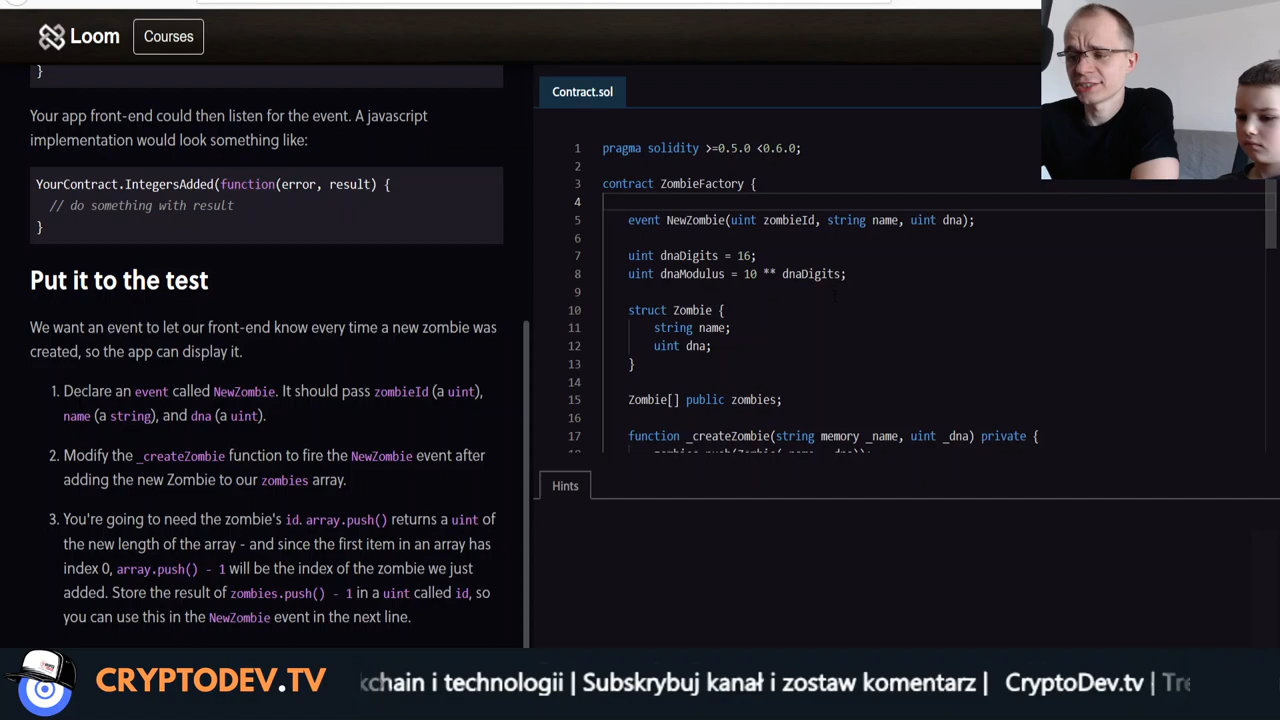 Loom
Courses
}
Your app front-end could then listen for the event. A javascript
implementation would look something like:
YourContract.IntegersAdded(function(error, result) {
// do something with result
}
Put it to the test
We want an event to let our front-end know every time a new zombie was
created, so the app can display it.
1. Declare an event called NewZombie. It should pass zombieId (a uint),
name (a string), and dna (a uint).
2. Modify the _createZombie function to fire the NewZombie event after
adding the new Zombie to our zombies array.
3. You're going to need the zombie's id. array.push() returns a uint of
the new length of the array - and since the first item in an array has
index 0, array.push() - 1 will be the index of the zombie we just
added. Store the result of zombies.push() - 1 in a uint called id, so
you can use this in the NewZombie event in the next line.
Contract.sol
1 pragma solidity >=0.5.0 <0.6.0;
2
3 contract ZombieFactory {
4
5 event NewZombie(uint zombieId, string name, uint dna);
6
7 uint dnaDigits = 16;
8 uint dnaModulus = 10 ** dnaDigits;
9
10 struct Zombie {
11 string name;
12 uint dna;
13 }
14
15 Zombie[] public zombies;
16
17 function _createZombie(string memory _name, uint _dna) private {
Hints
CRYPTODEV.TV
kchain i technologii | Subskrybuj kanał i zostaw komentarz | CryptoDev.tv | Tre